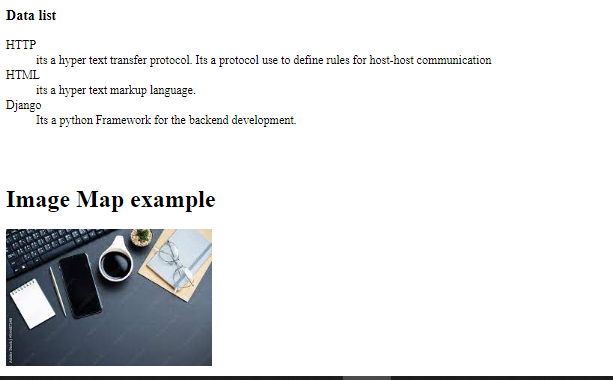 Data list
HTTP
its a hyper text transfer protocol. Its a protocol use to define rules for host-host communication
HTML
its a hyper text markup language.
Django
Its a python Framework for the backend development.
Image Map example